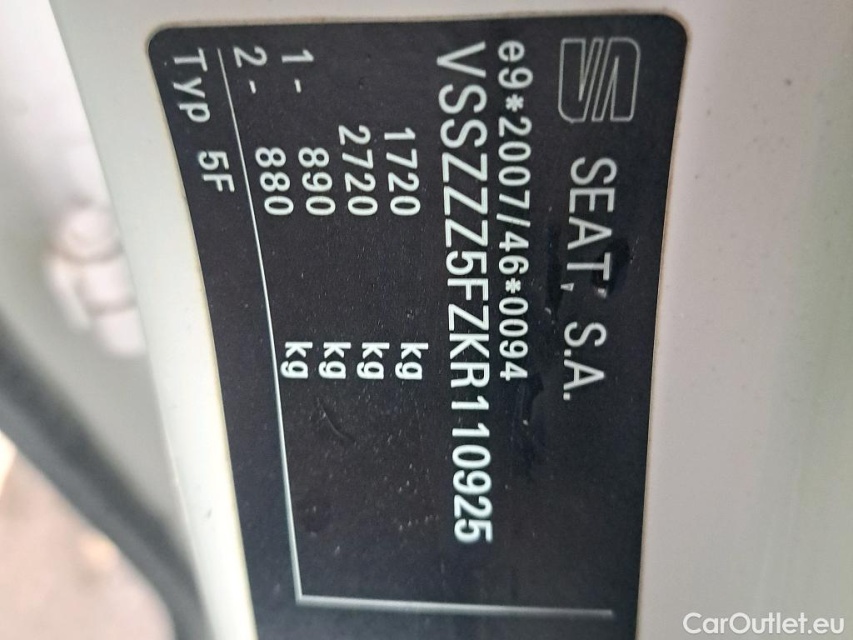 SEAT, S.A.
e9*2007/46*0094
VSSZZZ5FZKR110925
1720 kg
2720 kg
1- 890 kg
2- 880 kg
Typ 5F
CarOutlet.eu